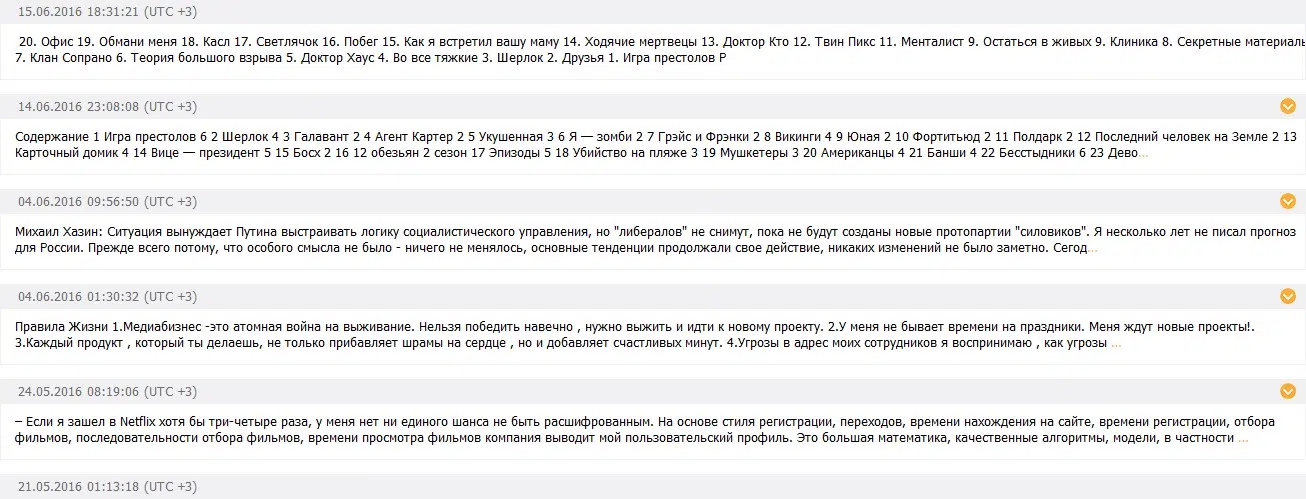 15.06.2016 18:31:21 (UTC +3)
20. Офис 19. Обмани меня 18. Касл 17. Светлячок 16. Побег 15. Как я встретил вашу маму 14. Ходячие мертвецы 13. Доктор Кто 12. Твин Пикс 11. Менталист 9. Остаться в живых 9. Клиника 8. Секретные материалы
7. Клан Сопрано 6. Теория большого взрыва 5. Доктор Хаус 4. Во все тяжкие 3. Шерлок 2. Друзья 1. Игра престолов Р
14.06.2016 23:08:08 (UTC +3)
Содержание 1 Игра престолов 6 2 Шерлок 4 3 Галавант 2 4 Агент Картер 2 5 Укушенная 3 6 Я — зомби 2 7 Грэйс и Фрэнки 2 8 Викинги 4 9 Юная 2 10 Фортитьюд 2 11 Полдарк 2 12 Последний человек на Земле 2 13
Карточный домик 4 14 Вице — президент 5 15 Босх 2 16 12 обезьян 2 сезон 17 Эпизоды 5 18 Убийство на пляже 3 19 Мушкетеры 3 20 Американцы 4 21 Банши 4 22 Бесстыдники 6 23 Дево...
04.06.2016 09:56:50 (UTC +3)
Михаил Хазин: Ситуация вынуждает Путина выстраивать логику социалистического управления, но "либералов" не снимут, пока не будут созданы новые протопартии "силовиков". Я несколько лет не писал прогноз
для России. Прежде всего потому, что особого смысла не было - ничего не менялось, основные тенденции продолжали свое действие, никаких изменений не было заметно. Сегод...
04.06.2016 01:30:32 (UTC +3)
Правила Жизни 1.Медиабизнес -это атомная война на выживание. Нельзя победить навечно , нужно выжить и идти к новому проекту. 2.У меня не бывает времени на праздники. Меня ждут новые проекты!.
3.Каждый продукт , который ты делаешь, не только прибавляет шрамы на сердце , но и добавляет счастливых минут. 4.Угрозы в адрес моих сотрудников я воспринимаю , как угрозы ...
24.05.2016 08:19:06 (UTC +3)
– Если я зашел в Netflix хотя бы три-четыре раза, у меня нет ни единого шанса не быть расшифрованным. На основе стиля регистрации, переходов, времени нахождения на сайте, времени регистрации, отбора
фильмов, последовательности отбора фильмов, времени просмотра фильмов компания выводит мой пользовательский профиль. Это большая математика, качественные алгоритмы, модели, в частности ...
21.05.2016 01:13:18 (UTC +3)